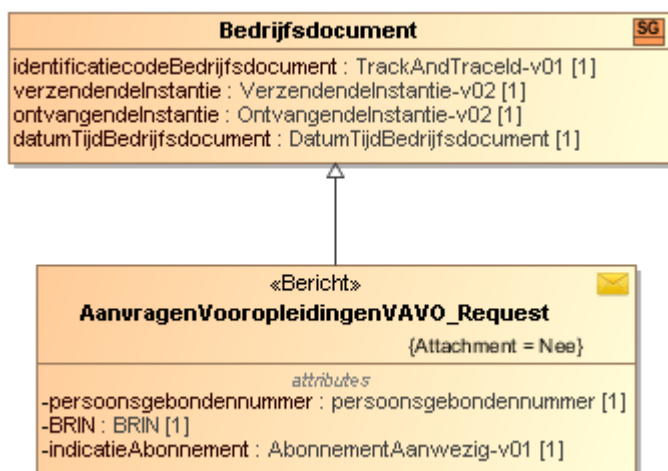 Bedrijfsdocument
SG
identificatiecodeBedrijfsdocument : TrackAndTraceId-v01 [1]
verzendendeInstantie : VerzendendeInstantie-v02 [1]
ontvangendeInstantie : OntvangendeInstantie-v02 [1]
datumTijdBedrijfsdocument : DatumTijdBedrijfsdocument [1]
«Bericht»
AanvragenVooropleidingenVAVO_Request
{Attachment = Nee}
attributes
-persoonsgebondennummer : persoonsgebondennummer [1]
-BRIN : BRIN [1]
-indicatieAbonnement : AbonnementAanwezig-v01 [1]